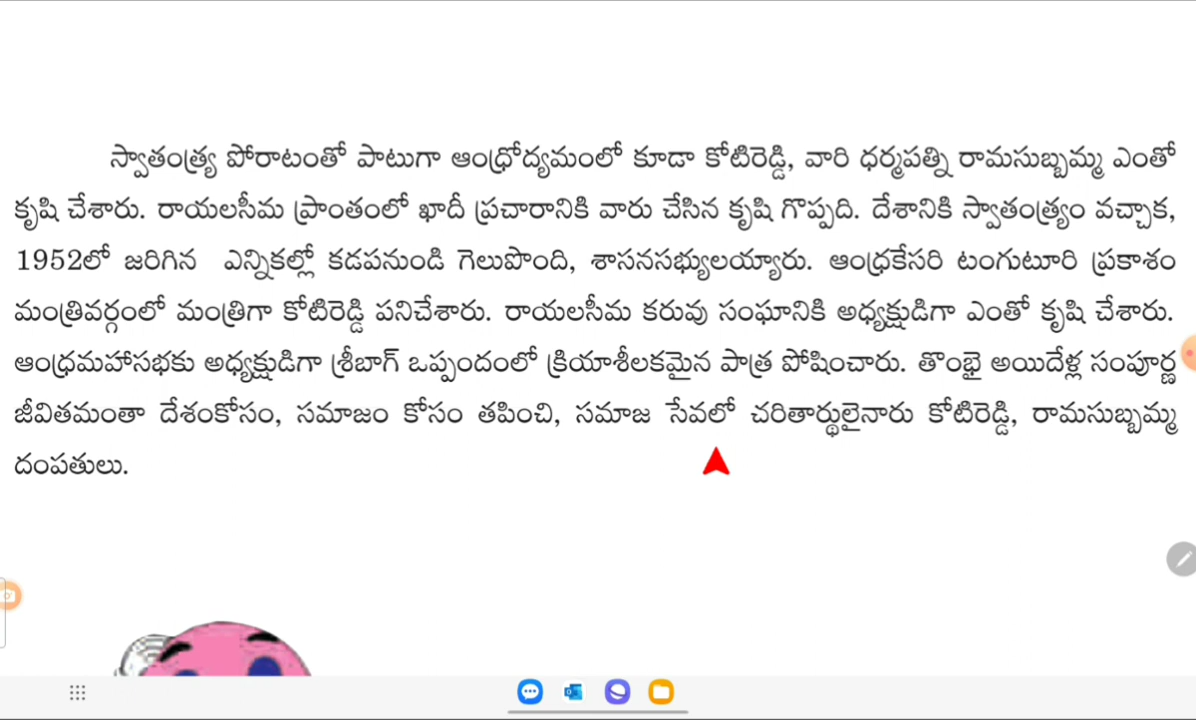 స్వాతంత్ర్య పోరాటంతో పాటుగా ఆంధ్రోద్యమంలో కూడా కోటిరెడ్డి, వారి ధర్మపత్ని రామసుబ్బమ్మ ఎంతో
కృషి చేశారు. రాయలసీమ ప్రాంతంలో ఖాదీ ప్రచారానికి వారు చేసిన కృషి గొప్పది. దేశానికి స్వాతంత్ర్యం వచ్చాక,
1952లో జరిగిన ఎన్నికల్లో కడపనుండి గెలుపొంది, శాసనసభ్యులయ్యారు. ఆంధ్రకేసరి టంగుటూరి ప్రకాశం
మంత్రివర్గంలో మంత్రిగా కోటిరెడ్డి పనిచేశారు. రాయలసీమ కరువు సంఘానికి అధ్యక్షుడిగా ఎంతో కృషి చేశారు.
ఆంధ్రమహాసభకు అధ్యక్షుడిగా శ్రీబాగ్ ఒప్పందంలో క్రియాశీలకమైన పాత్ర పోషించారు. తొంభై అయిదేళ్ల సంపూర్ణ
జీవితమంతా దేశంకోసం, సమాజం కోసం తపించి, సమాజ సేవలో చరితార్థులైనారు కోటిరెడ్డి, రామసుబ్బమ్మ
దంపతులు.